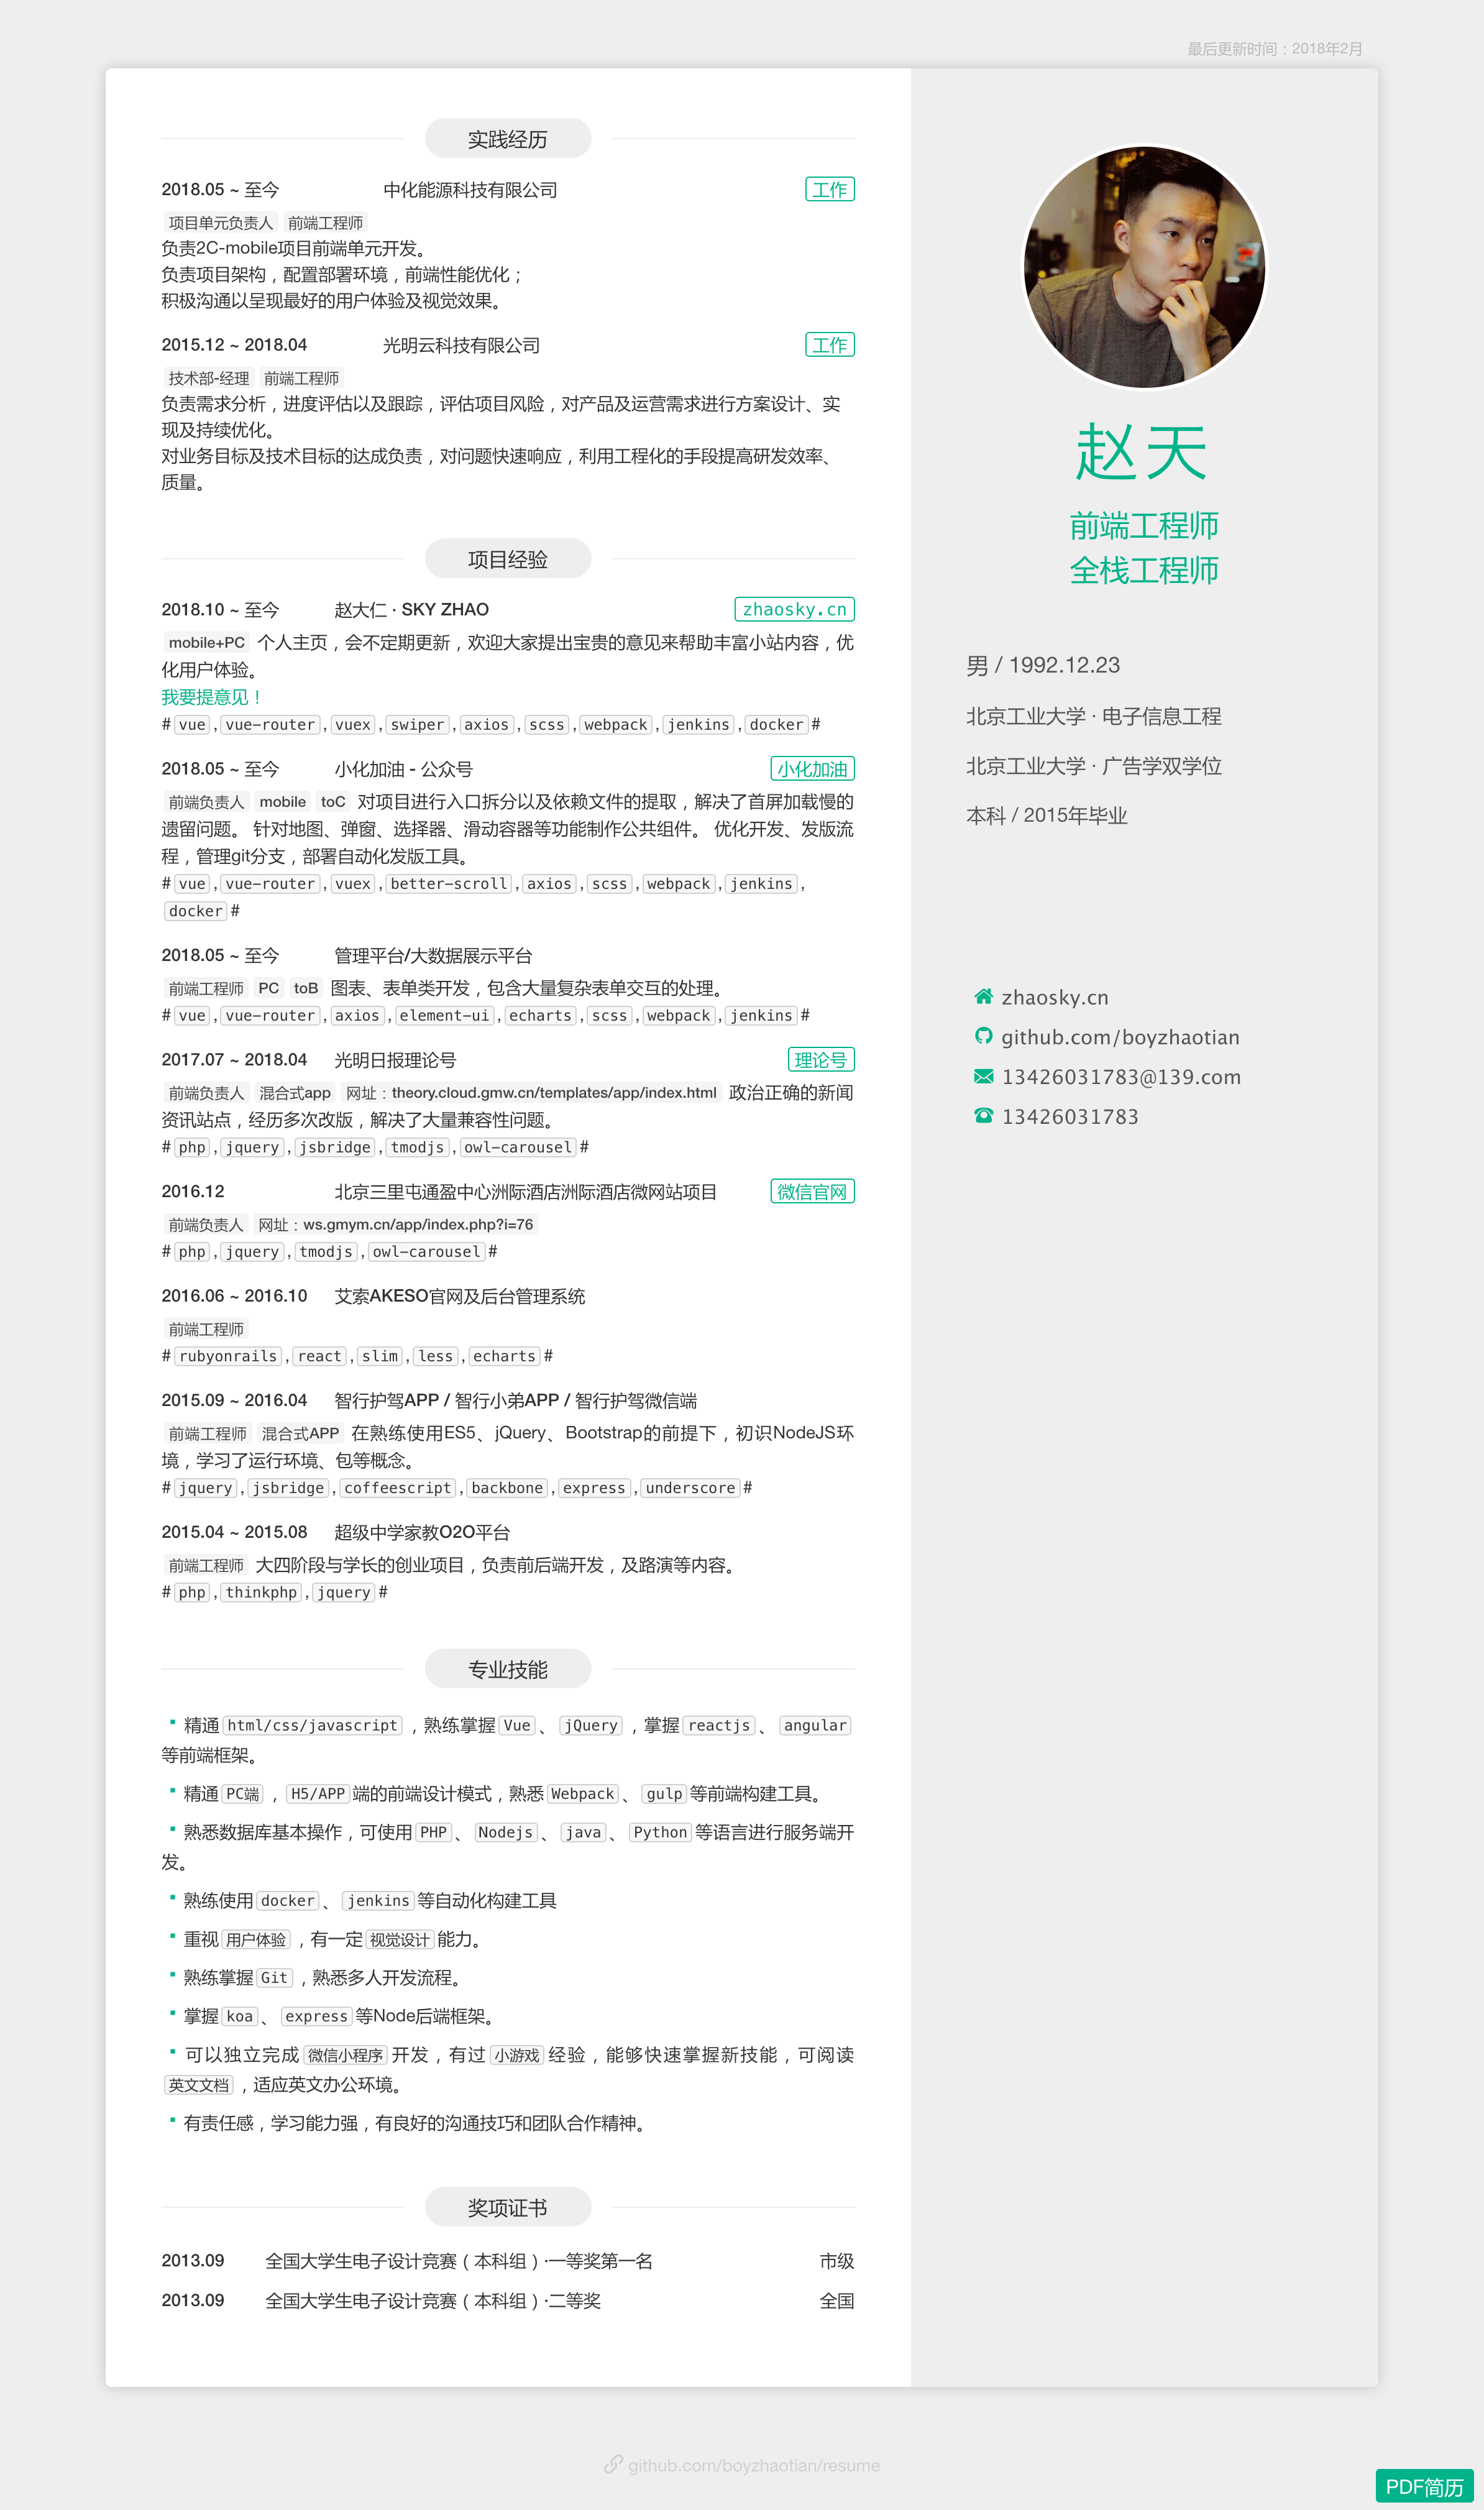 最后更新时间：2018年2月
实践经历
2018.05 ~ 至今 中化能源科技有限公司 工作
项目单元负责人 前端工程师
负责2C-mobile项目前端单元开发。
负责项目架构，配置部署环境，前端性能优化；
积极沟通以呈现最好的用户体验及视觉效果。
2015.12 ~ 2018.04 光明云科技有限公司 工作
技术部-经理 前端工程师
负责需求分析，进度评估以及跟踪，评估项目风险，对产品及运营需求进行方案设计、实
现及持续优化。
对业务目标及技术目标的达成负责，对问题快速响应，利用工程化的手段提高研发效率、
质量。
项目经验
2018.10 ~ 至今 赵大仁 · SKY ZHAO zhaosky.cn
mobile+PC 个人主页，会不定期更新，欢迎大家提出宝贵的意见来帮助丰富小站内容，优
化用户体验。
我要提意见！
# vue , vue-router , vuex , swiper , axios , scss , webpack , jenkins , docker #
2018.05 ~ 至今 小化加油 - 公众号 小化加油
前端负责人 mobile toC 对项目进行入口拆分以及依赖文件的提取，解决了首屏加载慢的
遗留问题。 针对地图、弹窗、选择器、滑动容器等功能制作公共组件。 优化开发、发版流
程，管理git分支，部署自动化发版工具。
# vue , vue-router , vuex , better-scroll , axios , scss , webpack , jenkins ,
docker #
2018.05 ~ 至今 管理平台/大数据展示平台
前端工程师 PC toB 图表、表单类开发，包含大量复杂表单交互的处理。
# vue , vue-router , axios , element-ui , echarts , scss , webpack , jenkins #
2017.07 ~ 2018.04 光明日报理论号 理论号
前端负责人 混合式app 网址：theory.cloud.gmw.cn/templates/app/index.html 政治正确的新闻
资讯站点，经历多次改版，解决了大量兼容性问题。
# php , jquery , jsbridge , tmodjs , owl-carousel #
2016.12 北京三里屯通盈中心洲际酒店洲际酒店微网站项目 微信官网
前端负责人 网址：ws.gmym.cn/app/index.php?i=76
# php , jquery , tmodjs , owl-carousel #
2016.06 ~ 2016.10 艾索AKESO官网及后台管理系统
前端工程师
# rubyonrails , react , slim , less , echarts #
2015.09 ~ 2016.04 智行护驾APP / 智行小弟APP / 智行护驾微信端
前端工程师 混合式APP 在熟练使用ES5、jQuery、Bootstrap的前提下，初识NodeJS环
境，学习了运行环境、包等概念。
# jquery , jsbridge , coffeescript , backbone , express , underscore #
2015.04 ~ 2015.08 超级中学家教O2O平台
前端工程师 大四阶段与学长的创业项目，负责前后端开发，及路演等内容。
# php , thinkphp , jquery #
专业技能
精通 html/css/javascript ，熟练掌握 Vue 、 jQuery ，掌握 reactjs 、 angular
等前端框架。
精通 PC端 ， H5/APP 端的前端设计模式，熟悉 Webpack 、 gulp 等前端构建工具。
熟悉数据库基本操作，可使用 PHP 、 Nodejs 、 java 、 Python 等语言进行服务端开
发。
熟练使用 docker 、 jenkins 等自动化构建工具
重视 用户体验 ，有一定 视觉设计 能力。
熟练掌握 Git ，熟悉多人开发流程。
掌握 koa 、 express 等Node后端框架。
可以独立完成 微信小程序 开发，有过 小游戏 经验，能够快速掌握新技能，可阅读
英文文档 ，适应英文办公环境。
有责任感，学习能力强，有良好的沟通技巧和团队合作精神。
奖项证书
2013.09 全国大学生电子设计竞赛（本科组）·一等奖第一名 市级
2013.09 全国大学生电子设计竞赛（本科组）·二等奖 全国
赵天
前端工程师
全栈工程师
男 / 1992.12.23
北京工业大学 · 电子信息工程
北京工业大学 · 广告学双学位
本科 / 2015年毕业
zhaosky.cn
github.com/boyzhaotian
13426031783@139.com
13426031783
github.com/boyzhaotian/resume
PDF简历